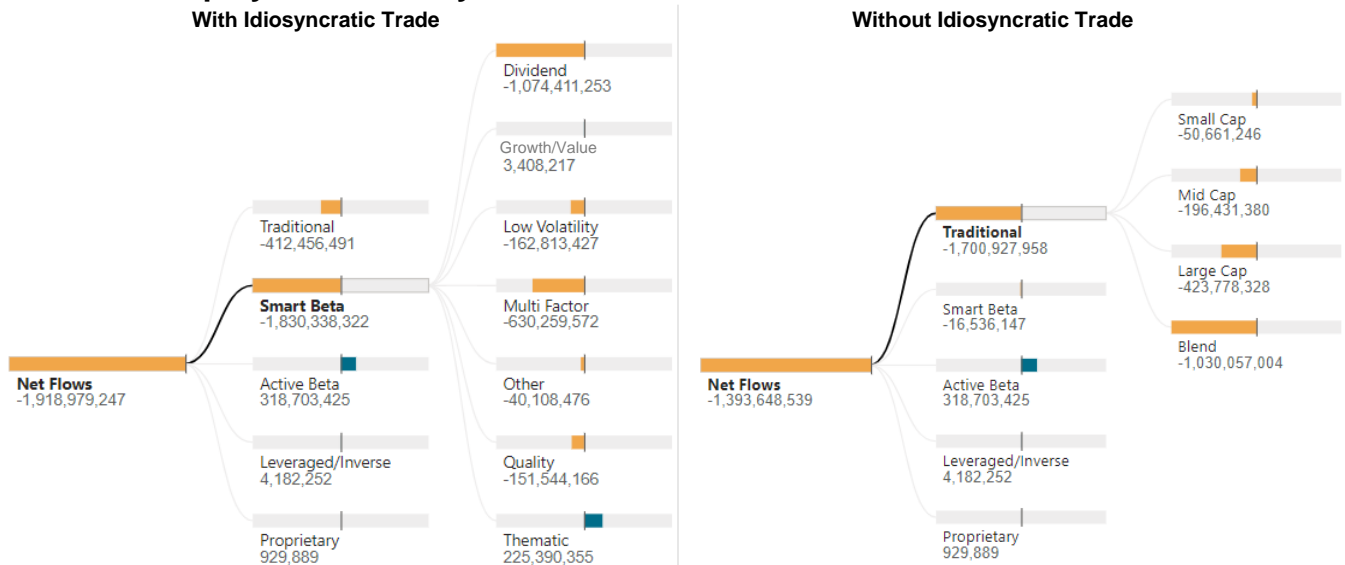 With Idiosyncratic Trade
Dividend
-1,074,411,253
Growth/Value
3,408,217
Traditional
-412,456,491
Low Volatility
-162,813,427
Smart Beta
-1,830,338,322
Multi Factor
-630,259,572
Net Flows
-1,918,979,247
Active Beta
318,703,425
Other
-40,108,476
Leveraged/Inverse
4,182,252
Quality
-151,544,166
Proprietary
929,889
Thematic
225,390,355
Without Idiosyncratic Trade
Small Cap
-50,661,246
Mid Cap
-196,431,380
Traditional
-1,700,927,958
Large Cap
-423,778,328
Smart Beta
-16,536,147
Blend
-1,030,057,004
Net Flows
-1,393,648,539
Active Beta
318,703,425
Leveraged/Inverse
4,182,252
Proprietary
929,889